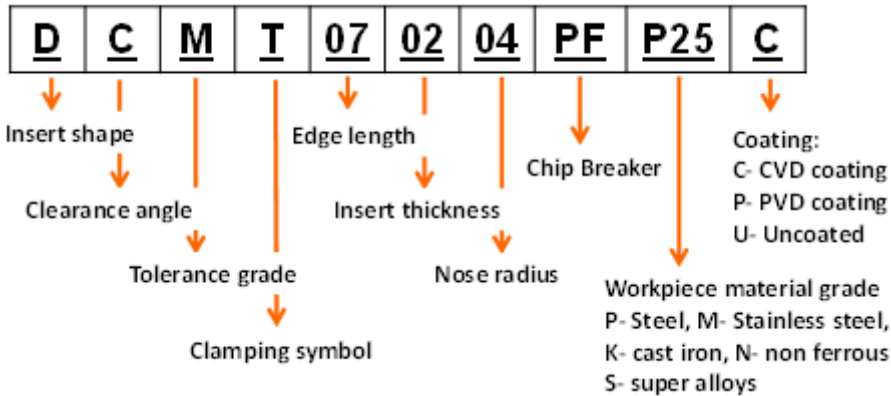 D C M T 07 02 04 PF P25 C
Insert shape
Clearance angle
Tolerance grade
Clamping symbol
Edge length
Insert thickness
Nose radius
Chip Breaker
Workpiece material grade
P- Steel, M- Stainless steel,
K- cast iron, N- non ferrous
S- super alloys
Coating:
C- CVD coating
P- PVD coating
U- Uncoated